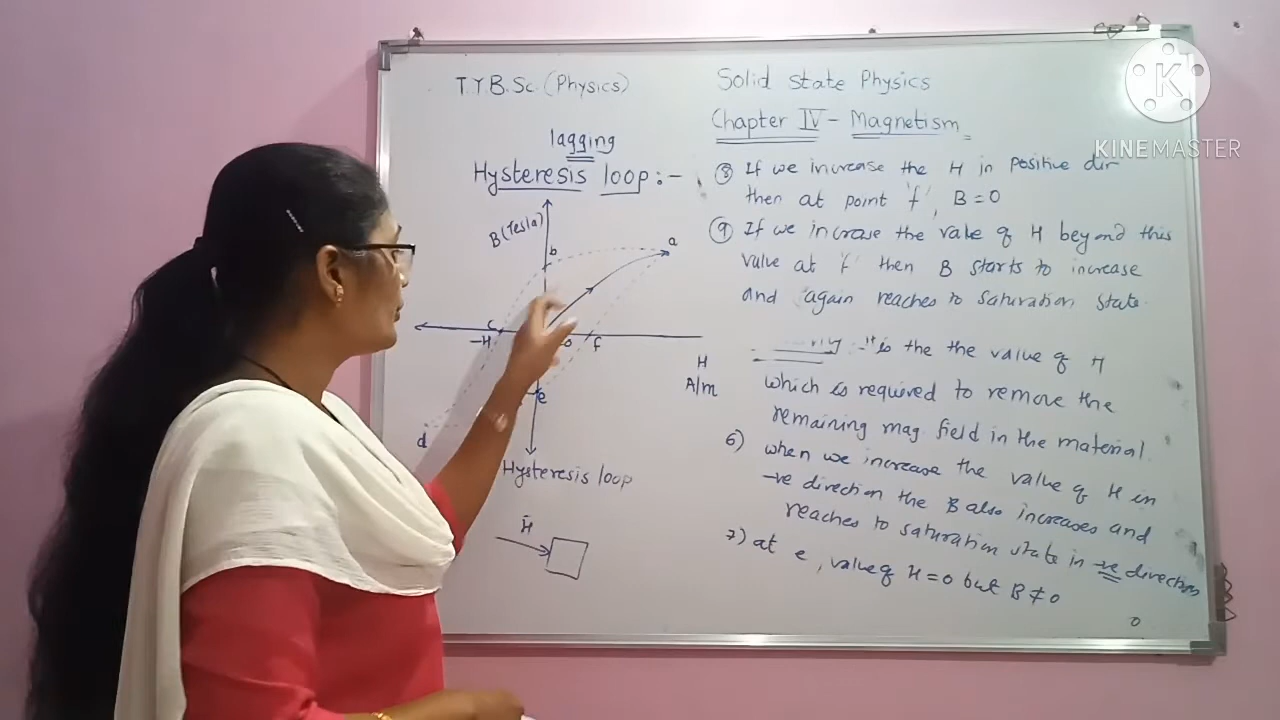 T.Y.B.Sc. (Physics)
lagging
Hysteresis loop :-
B (Tesla)
b
a
c
-H
o
f
H
A/m
e
d
Hysteresis loop
H
Solid State Physics
Chapter IV - Magnetism
⑧ If we increase the H in positive dir
then at point 'f', B = 0
⑨ If we increse the vale of H beyond this
value at 'f' then B starts to increase
and again reaches to saturation state.
is the the value of H
which is required to remove the
remaining mag. field in the material.
6) when we increase the value of H in
-ve direction the B also increases and
reaches to saturation state in -ve direction
7) at e, value of H = 0 but B ≠ 0
K
KINEMASTER